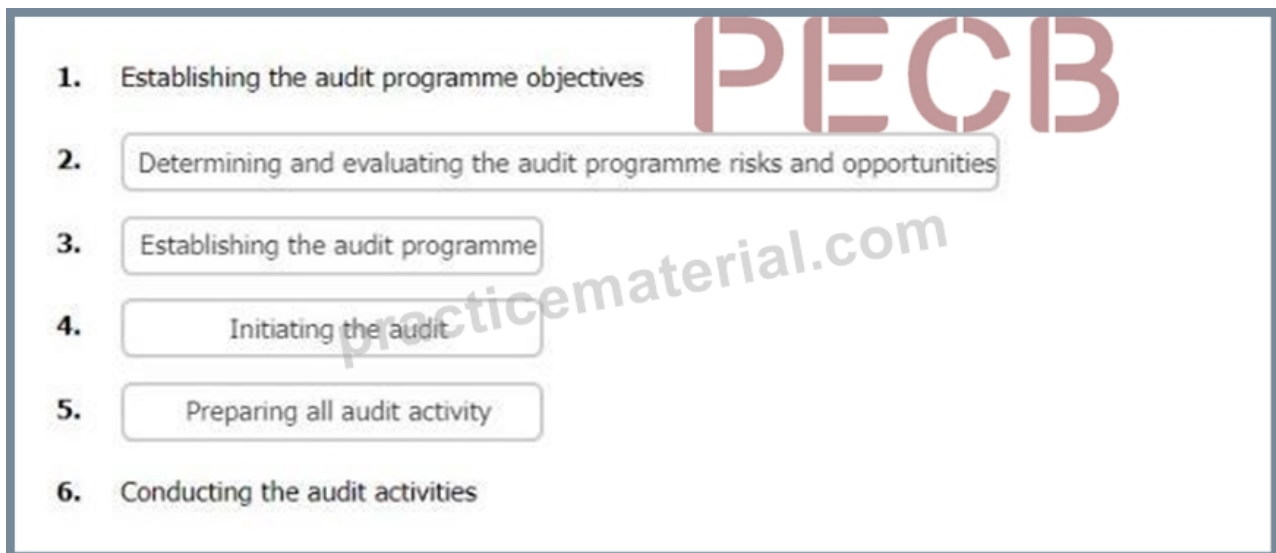 PECB
1. Establishing the audit programme objectives
2. Determining and evaluating the audit programme risks and opportunities
3. Establishing the audit programme
practicematerial.com
4. Initiating the audit
5. Preparing all audit activity
6. Conducting the audit activities